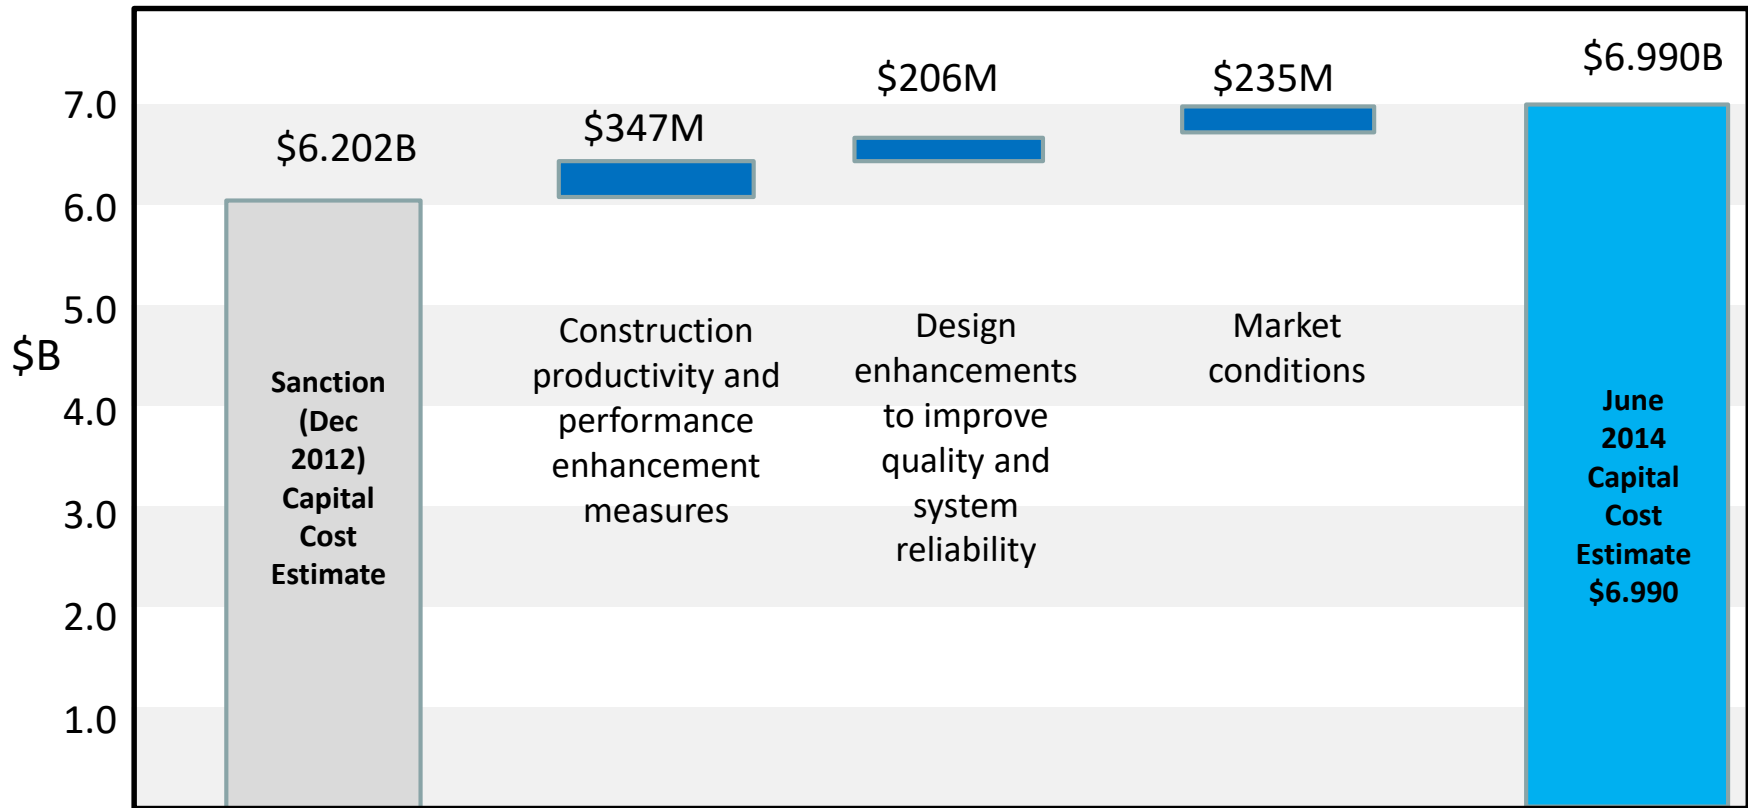 $6.990B
$206M
$235M
7.0
$347M
$6.202B
6.0
5.0
$B
4.0
3.0
2.0
1.0
Sanction
(Dec
2012)
Capital
Cost
Estimate
Construction
productivity and
performance
enhancement
measures
Design
enhancements
to improve
quality and
system
reliability
Market
conditions
June
2014
Capital
Cost
Estimate
$6.990